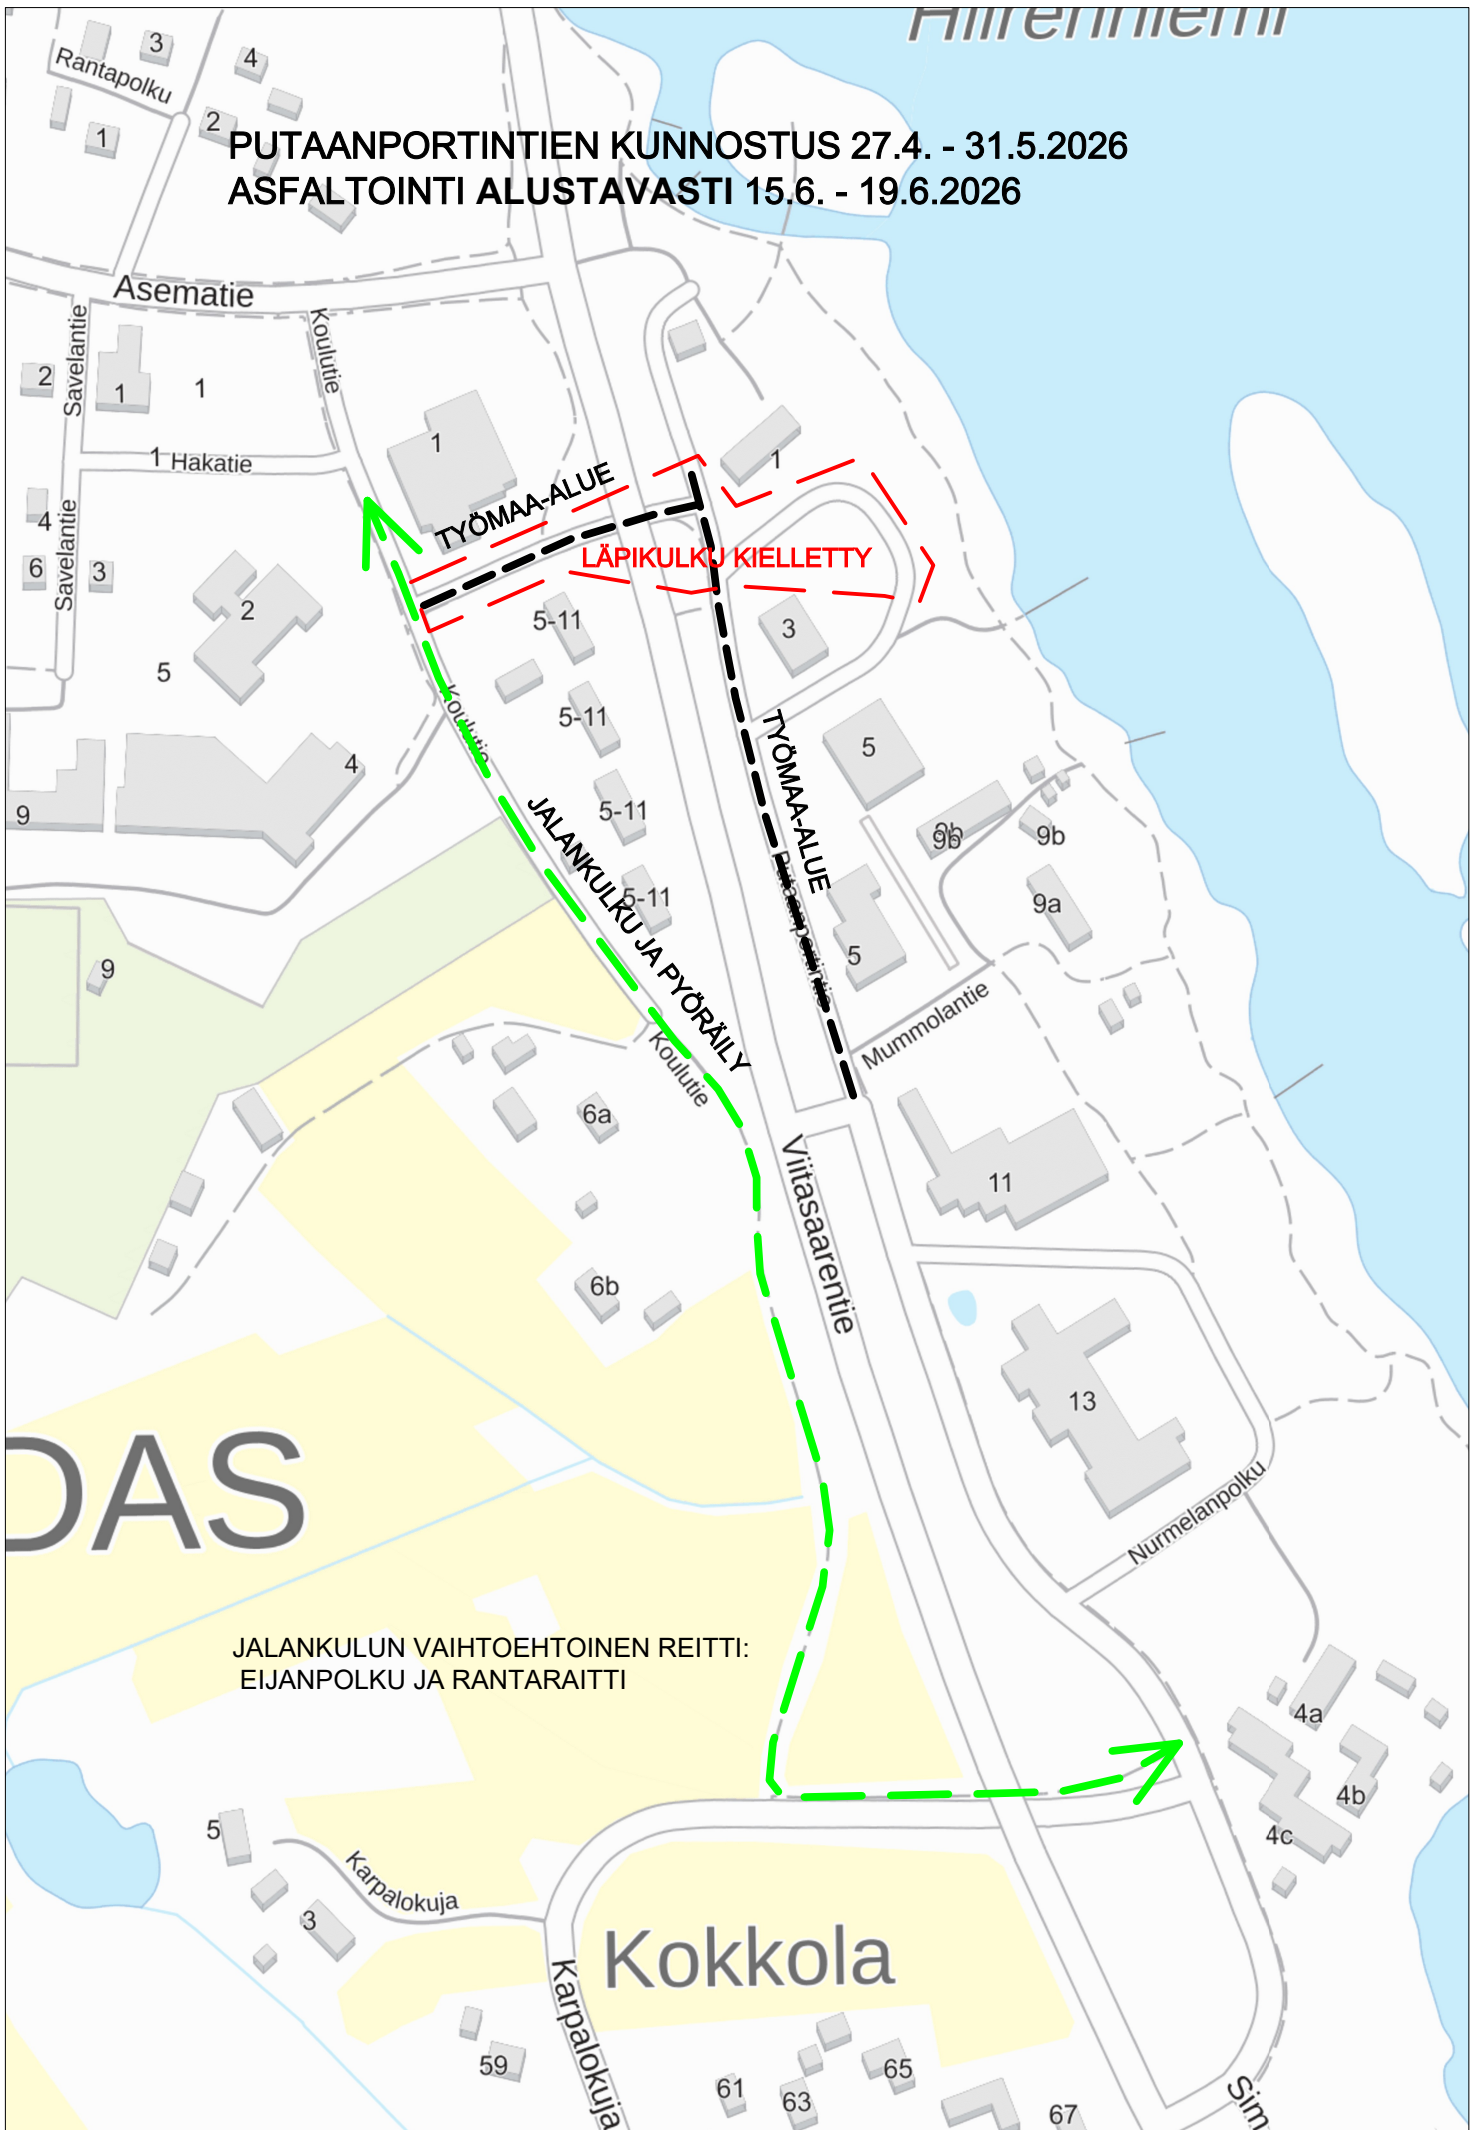 Hiirenniemi
3
4
Rantapolku
2
1
PUTAANPORTINTIEN KUNNOSTUS 27.4. - 31.5.2026
ASFALTOINTI ALUSTAVASTI 15.6. - 19.6.2026
Asematie
Savelantie
Koulutie
2
1
1
1
1 Hakatie
1
TYÖMAA-ALUE
4
Savelantie
6
3
LÄPIKULKU KIELLETTY
2
5-11
3
5
Koulutie
5-11
TYÖMAA-ALUE
5
4
9
5-11
JALANKULKU JA PYÖRÄILY
9b
9b
9b
5-11
Putaanportintie
9a
9
5
Mummolantie
Koulutie
6a
Viitasaarentie
11
6b
13
DAS
Nurmelanpolku
JALANKULUN VAIHTOEHTOINEN REITTI:
EIJANPOLKU JA RANTARAITTI
4a
4b
5
4c
Karpalokuja
3
Kokkola
Karpalokuja
59
65
61
63
67
Sim